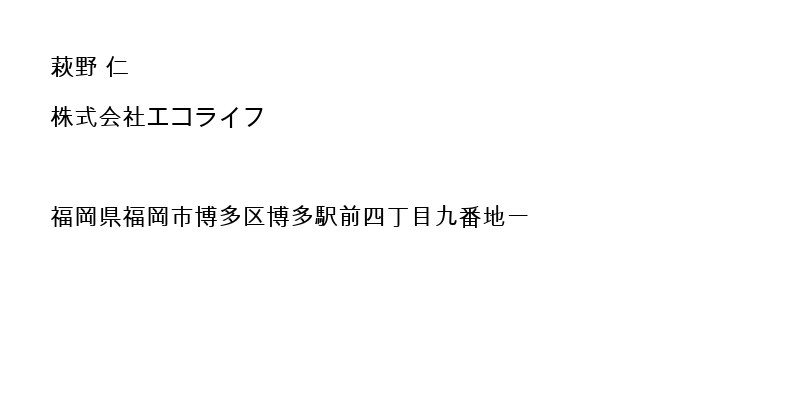 萩野 仁
株式会社エコライフ
福岡県福岡市博多区博多駅前四丁目九番地一